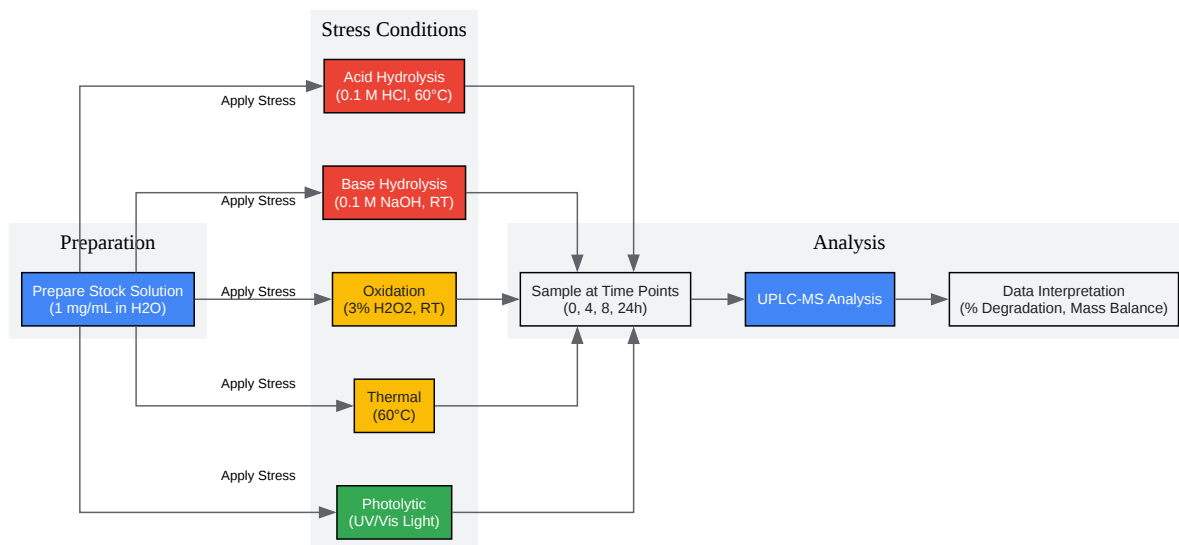 Stress Conditions
Acid Hydrolysis
(0.1 M HCl, 60°C)
Apply Stress
Base Hydrolysis
(0.1 M NaOH, RT)
Apply Stress
Preparation
Prepare Stock Solution
(1 mg/mL in H2O)
Apply Stress
Oxidation
(3% H2O2, RT)
Apply Stress
Thermal
(60°C)
Apply Stress
Photolytic
(UV/Vis Light)
Analysis
Sample at Time Points
(0, 4, 8, 24h)
UPLC-MS Analysis
Data Interpretation
(% Degradation, Mass Balance)